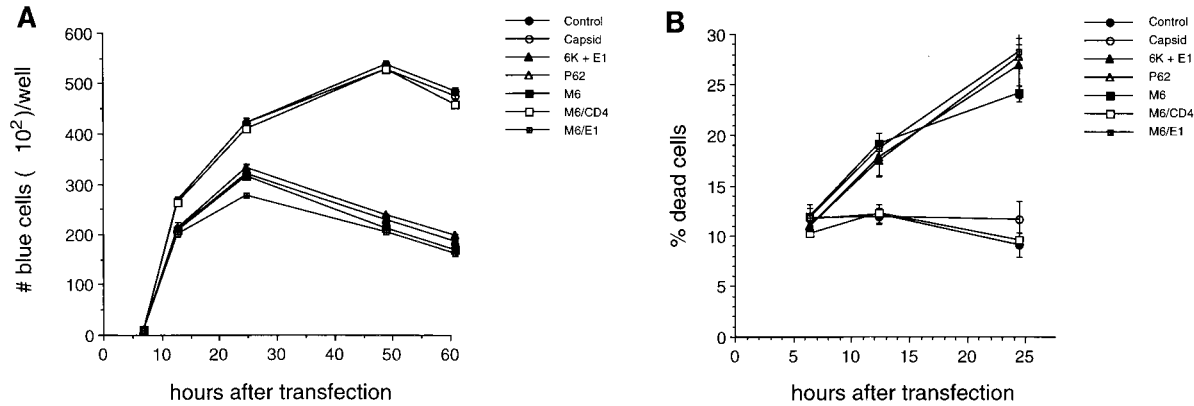 A
# blue cells ( 10²)/well
600
500
400
300
200
100
0
0 10 20 30 40 50 60
hours after transfection
Control
Capsid
6K + E1
P62
M6
M6/CD4
M6/E1
B
% dead cells
30
25
20
15
10
5
0
0 5 10 15 20 25
hours after transfection
Control
Capsid
6K + E1
P62
M6
M6/CD4
M6/E1